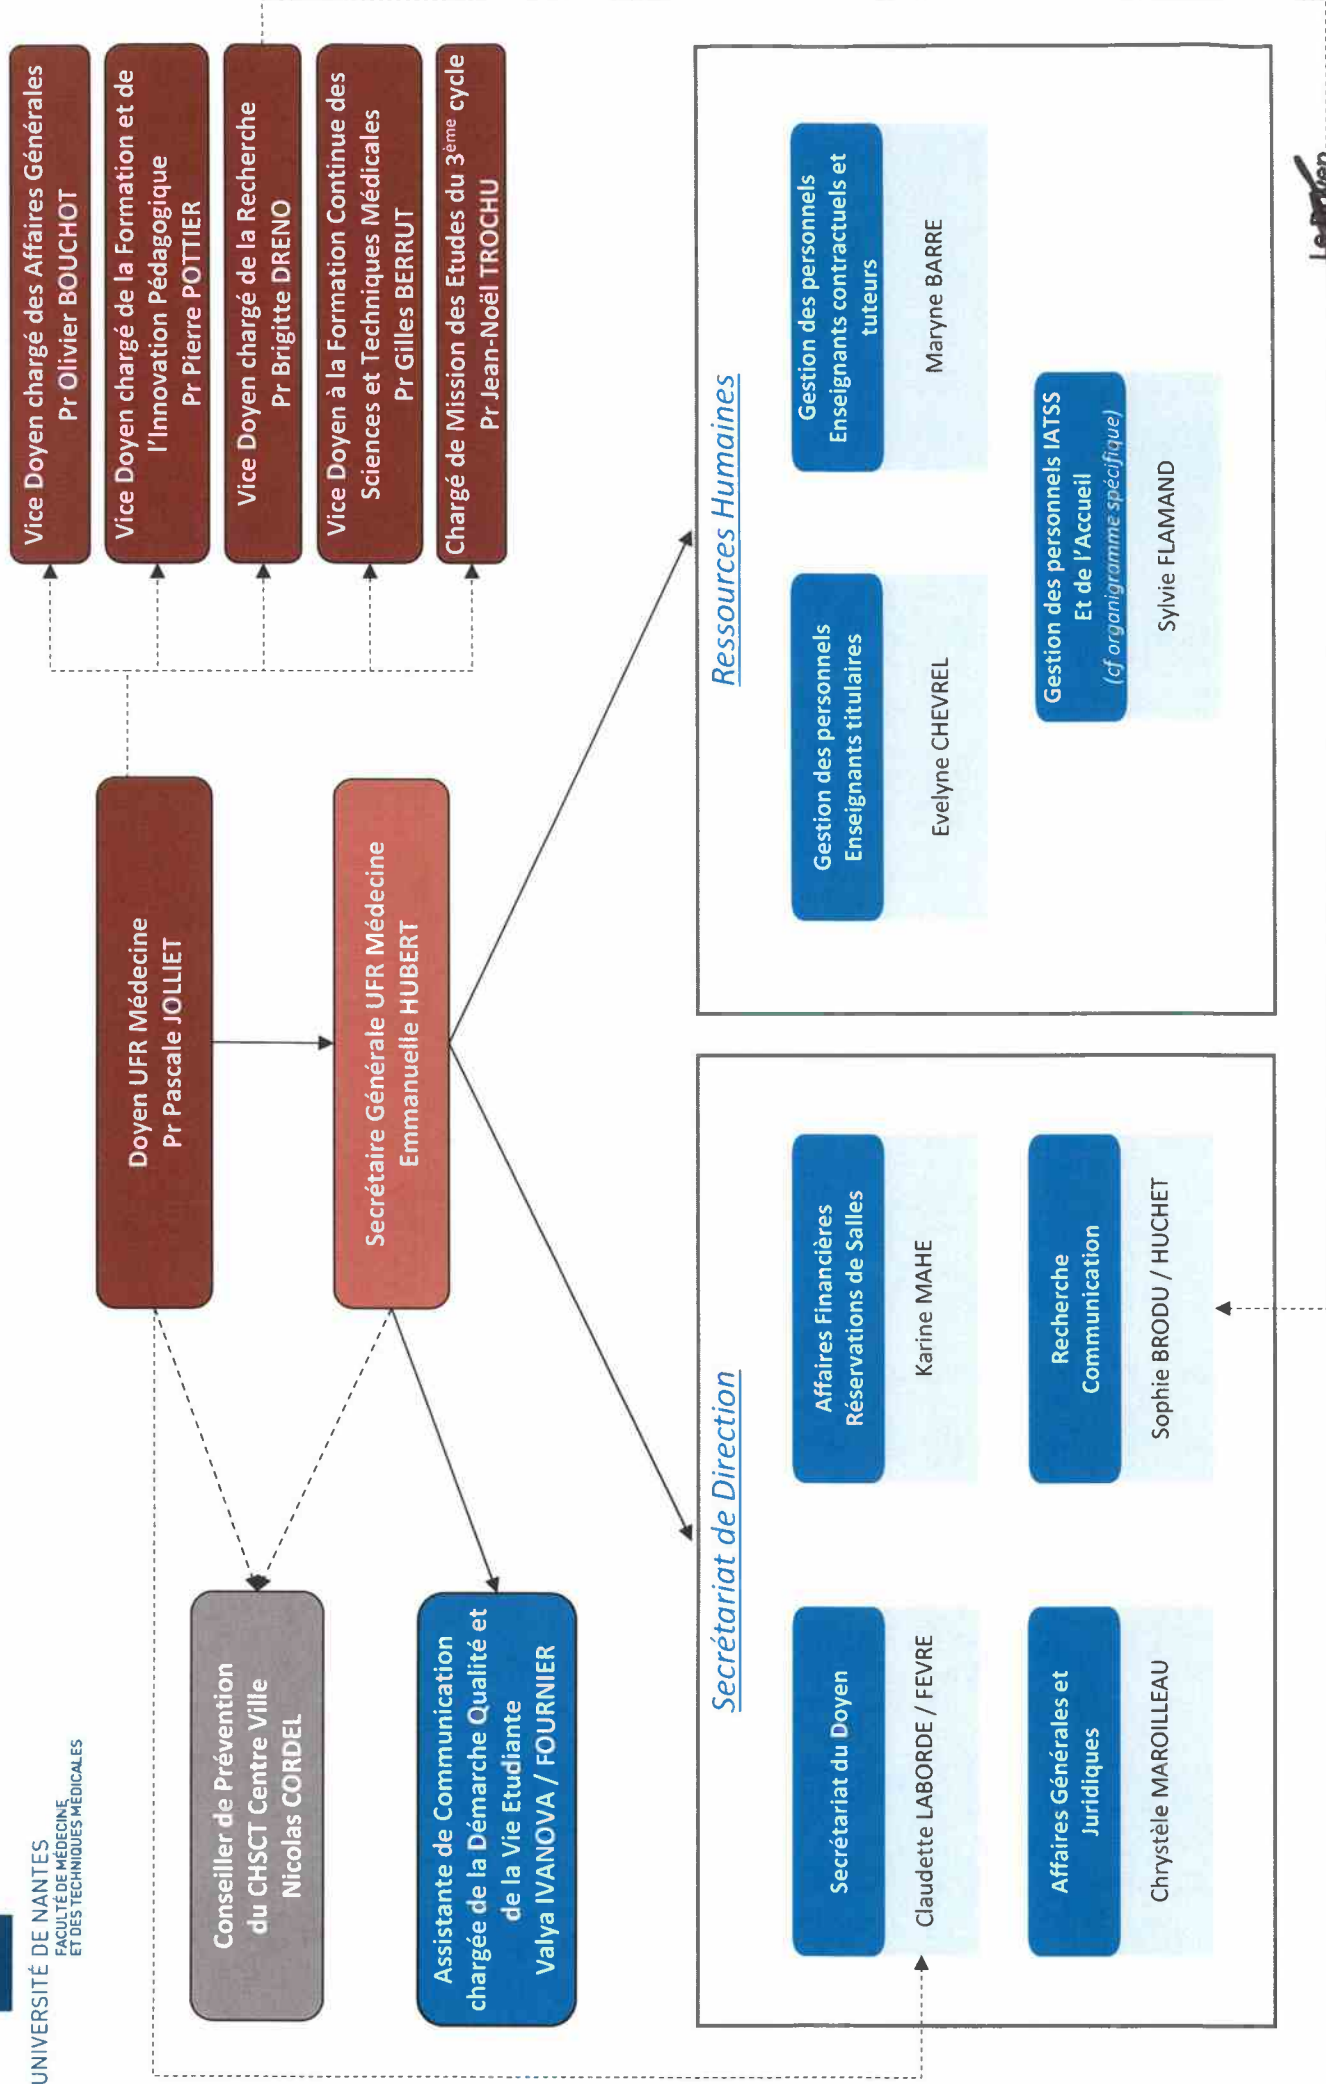 UNIVERSITÉ DE NANTES
FACULTÉ DE MÉDECINE
ET DES TECHNIQUES MÉDICALES
Doyen UFR Médecine
Pr Pascale JOLLIET
Vice Doyen chargé des Affaires Générales
Pr Olivier BOUCHOT
Vice Doyen chargé de la Formation et de
l'Innovation Pédagogique
Pr Pierre POTTIER
Vice Doyen chargé de la Recherche
Pr Brigitte DRENO
Vice Doyen à la Formation Continue des
Sciences et Techniques Médicales
Pr Gilles BERRUT
Chargé de Mission des Etudes du 3ème cycle
Pr Jean-Noël TROCHU
Conseiller de Prévention
du CHSCT Centre Ville
Nicolas CORDEL
Secrétaire Générale UFR Médecine
Emmanuelle HUBERT
Assistante de Communication
chargée de la Démarche Qualité et
de la Vie Etudiante
Valya IVANOVA / FOURNIER
Secrétariat de Direction
Secrétariat du Doyen
Claudette LABORDE / FEVRE
Affaires Financières
Réservations de Salles
Karine MAHE
Affaires Générales et
Juridiques
Chrystèle MAROILLEAU
Recherche
Communication
Sophie BRODU / HUCHET
Ressources Humaines
Gestion des personnels
Enseignants titulaires
Evelyne CHEVREL
Gestion des personnels
Enseignants contractuels et
tuteurs
Maryne BARRE
Gestion des personnels IATSS
Et de l'Accueil
(cf organigramme spécifique)
Sylvie FLAMAND